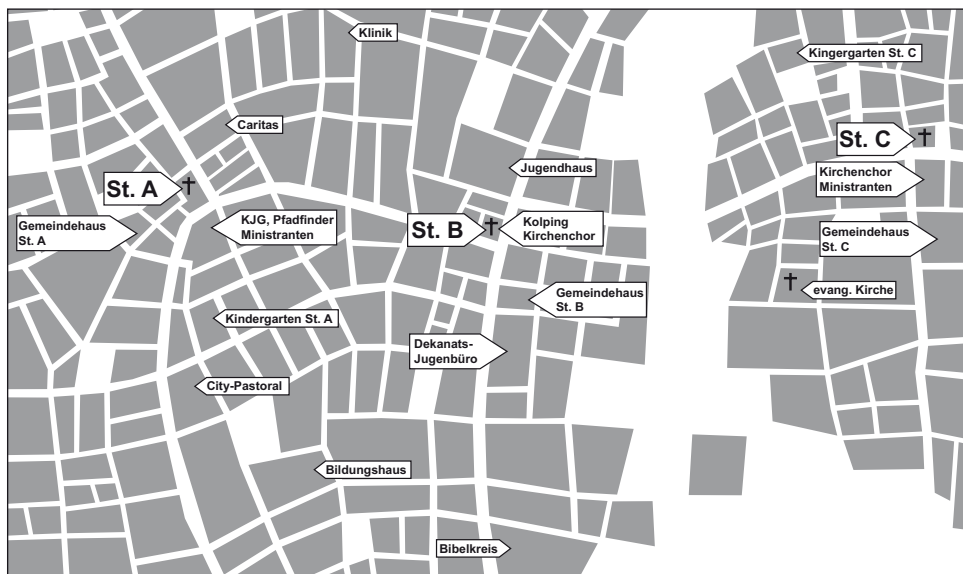 Klinik
Kingergarten St. C
Caritas
St. C
Jugendhaus
St. A
Kirchenchor
Ministranten
Gemeindehaus
St. A
KJG, Pfadfinder
Ministranten
St. B
Kolping
Kirchenchor
Gemeindehaus
St. C
evang. Kirche
Gemeindehaus
St. B
Kindergarten St. A
Dekanats-
Jugenbüro
City-Pastoral
Bildungshaus
Bibelkreis